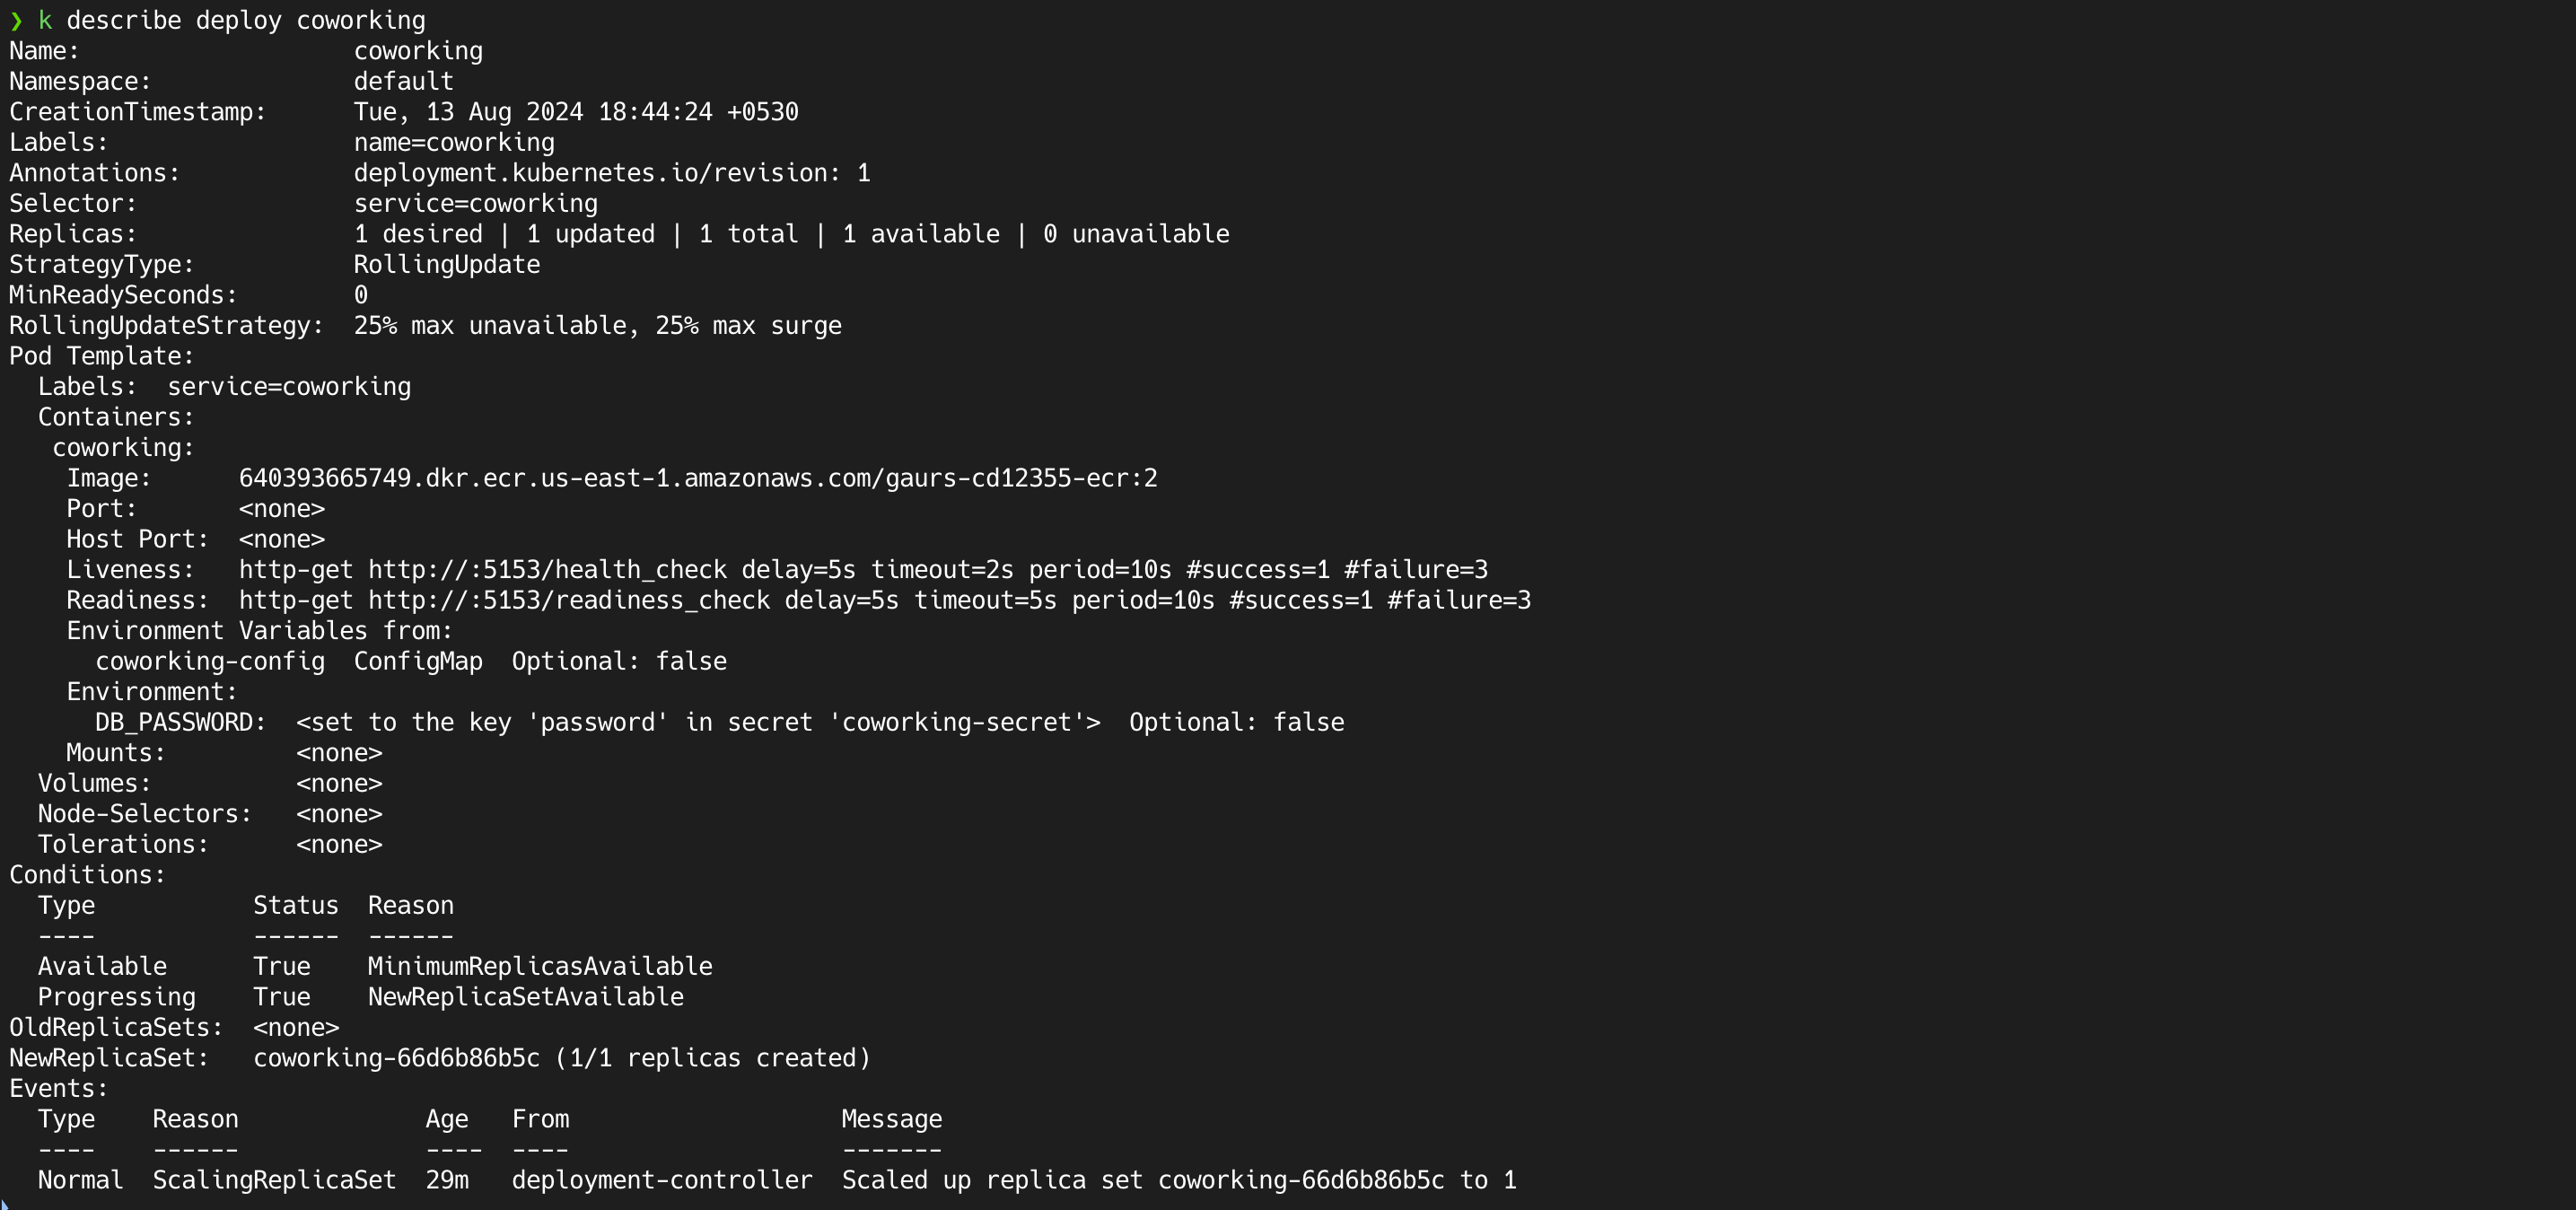 ❯ k describe deploy coworking
Name:                   coworking
Namespace:              default
CreationTimestamp:      Tue, 13 Aug 2024 18:44:24 +0530
Labels:                 name=coworking
Annotations:            deployment.kubernetes.io/revision: 1
Selector:               service=coworking
Replicas:               1 desired | 1 updated | 1 total | 1 available | 0 unavailable
StrategyType:           RollingUpdate
MinReadySeconds:        0
RollingUpdateStrategy:  25% max unavailable, 25% max surge
Pod Template:
  Labels:  service=coworking
  Containers:
   coworking:
    Image:      640393665749.dkr.ecr.us-east-1.amazonaws.com/gaurs-cd12355-ecr:2
    Port:       <none>
    Host Port:  <none>
    Liveness:   http-get http://:5153/health_check delay=5s timeout=2s period=10s #success=1 #failure=3
    Readiness:  http-get http://:5153/readiness_check delay=5s timeout=5s period=10s #success=1 #failure=3
    Environment Variables from:
      coworking-config  ConfigMap  Optional: false
    Environment:
      DB_PASSWORD:  <set to the key 'password' in secret 'coworking-secret'>  Optional: false
    Mounts:         <none>
  Volumes:          <none>
  Node-Selectors:   <none>
  Tolerations:      <none>
Conditions:
  Type           Status  Reason
  ----           ------  ------
  Available      True    MinimumReplicasAvailable
  Progressing    True    NewReplicaSetAvailable
OldReplicaSets:  <none>
NewReplicaSet:   coworking-66d6b86b5c (1/1 replicas created)
Events:
  Type    Reason             Age   From                   Message
  ----    ------             ----  ----                   -------
  Normal  ScalingReplicaSet  29m   deployment-controller  Scaled up replica set coworking-66d6b86b5c to 1